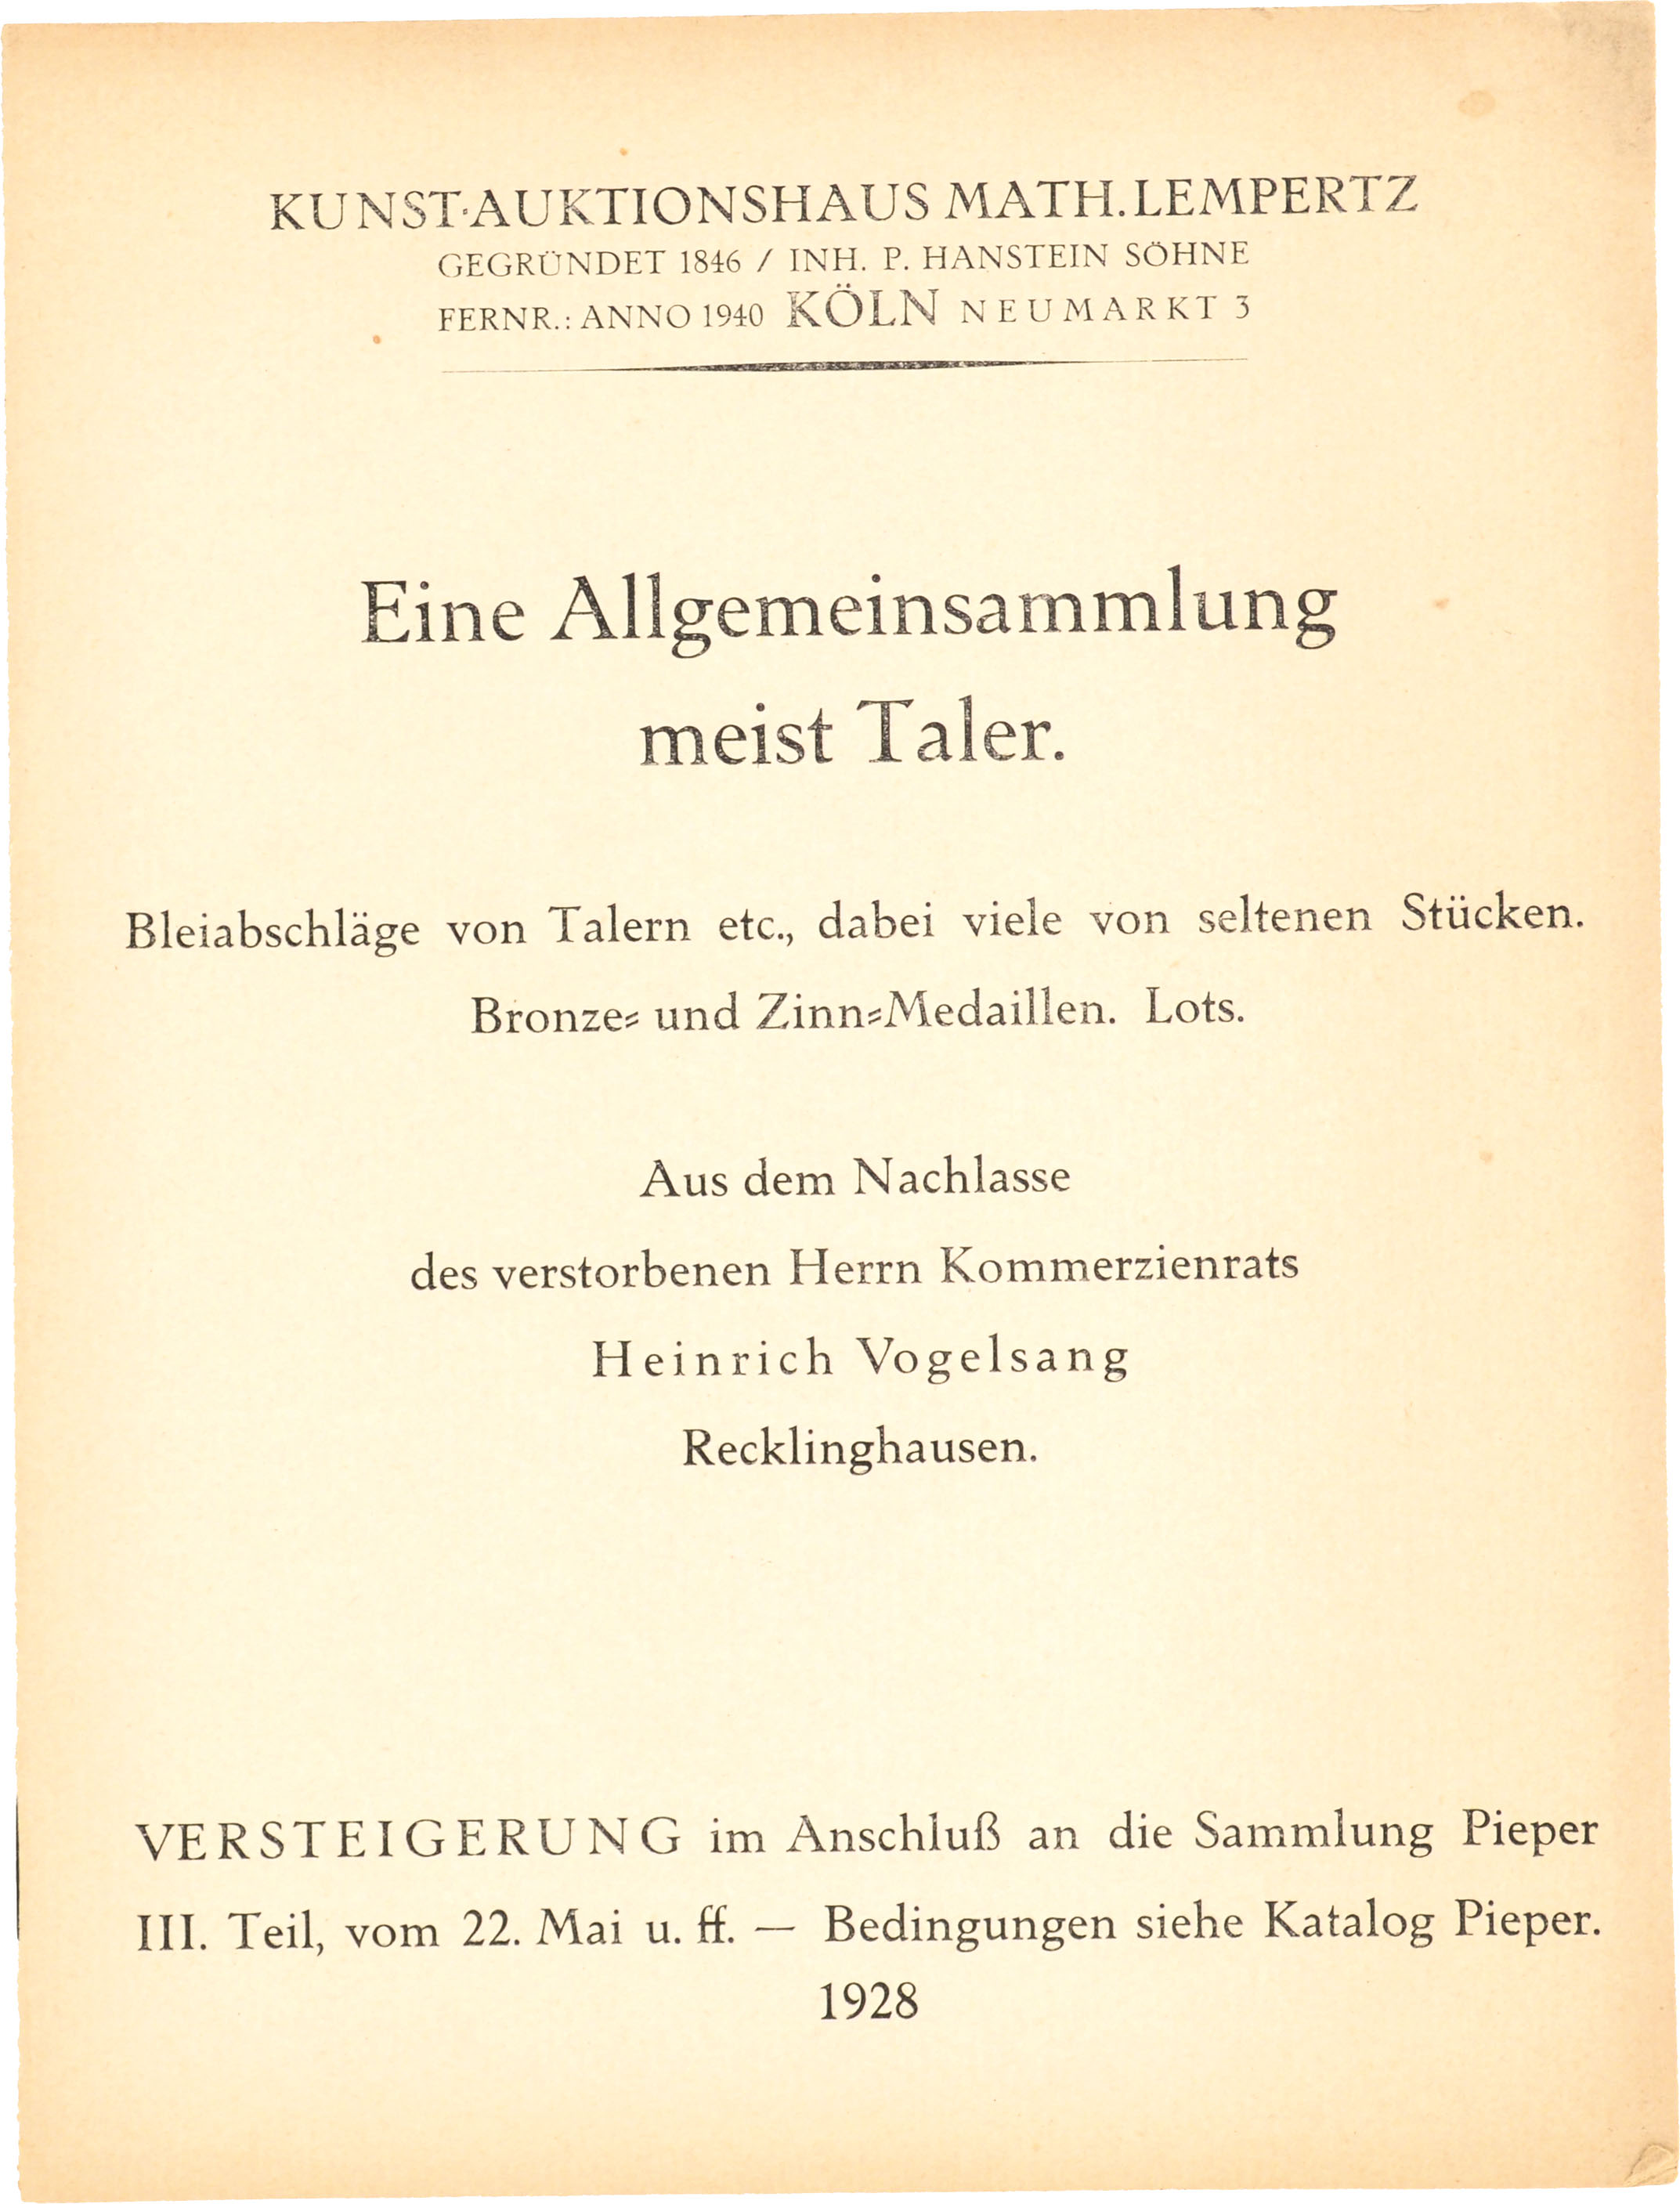 KUNST-AUKTIONSHAUS MATH. LEMPERTZ
GEGRÜNDET 1846 / INH. P. HANSTEIN SÖHNE
FERNR.: ANNO 1940 KÖLN NEUMARKT 3
Eine Allgemeinsammlung
meist Taler.
Bleiabschläge von Talern etc., dabei viele von seltenen Stücken.
Bronze- und Zinn-Medaillen. Lots.
Aus dem Nachlasse
des verstorbenen Herrn Kommerzienrats
Heinrich Vogelsang
Recklinghausen.
VERSTEIGERUNG im Anschluß an die Sammlung Pieper
III. Teil, vom 22. Mai u. ff. — Bedingungen siehe Katalog Pieper.
1928